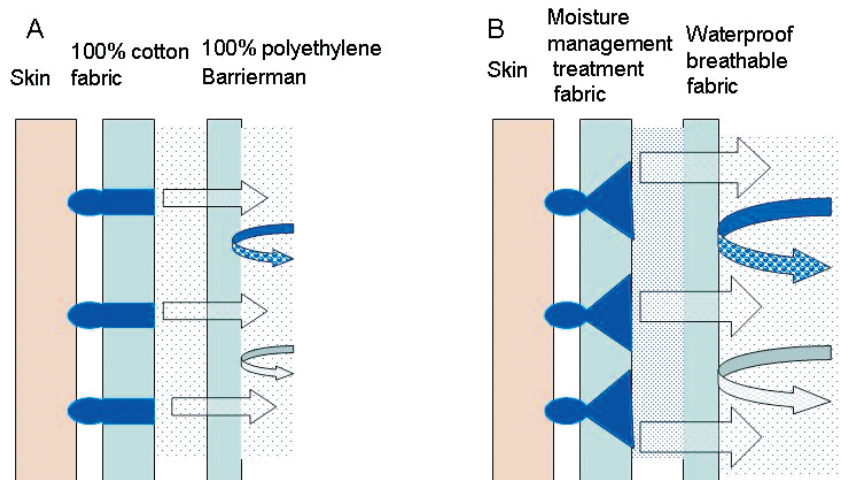 A
100% cotton
fabric
100% polyethylene
Barrierman
Skin
B
Moisture
management
treatment
fabric
Waterproof
breathable
fabric
Skin